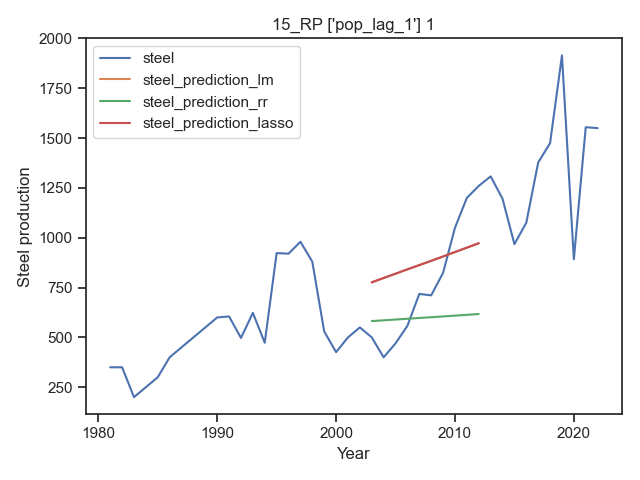 15_RP ['pop_lag_1'] 1
steel
steel_prediction_lm
steel_prediction_rr
steel_prediction_lasso
Steel production
2000
1750
1500
1250
1000
750
500
250
1980 1990 2000 2010 2020
Year